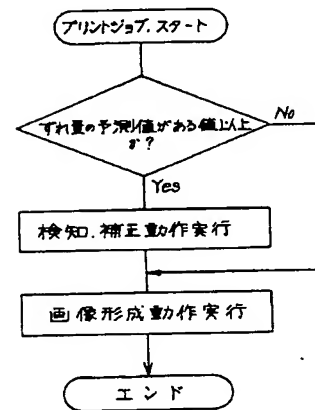 プリントジョブ.スタート
ずれ量の予測値がある値以上
か?
No
Yes
検知.補正動作実行
画像形成動作実行
エンド